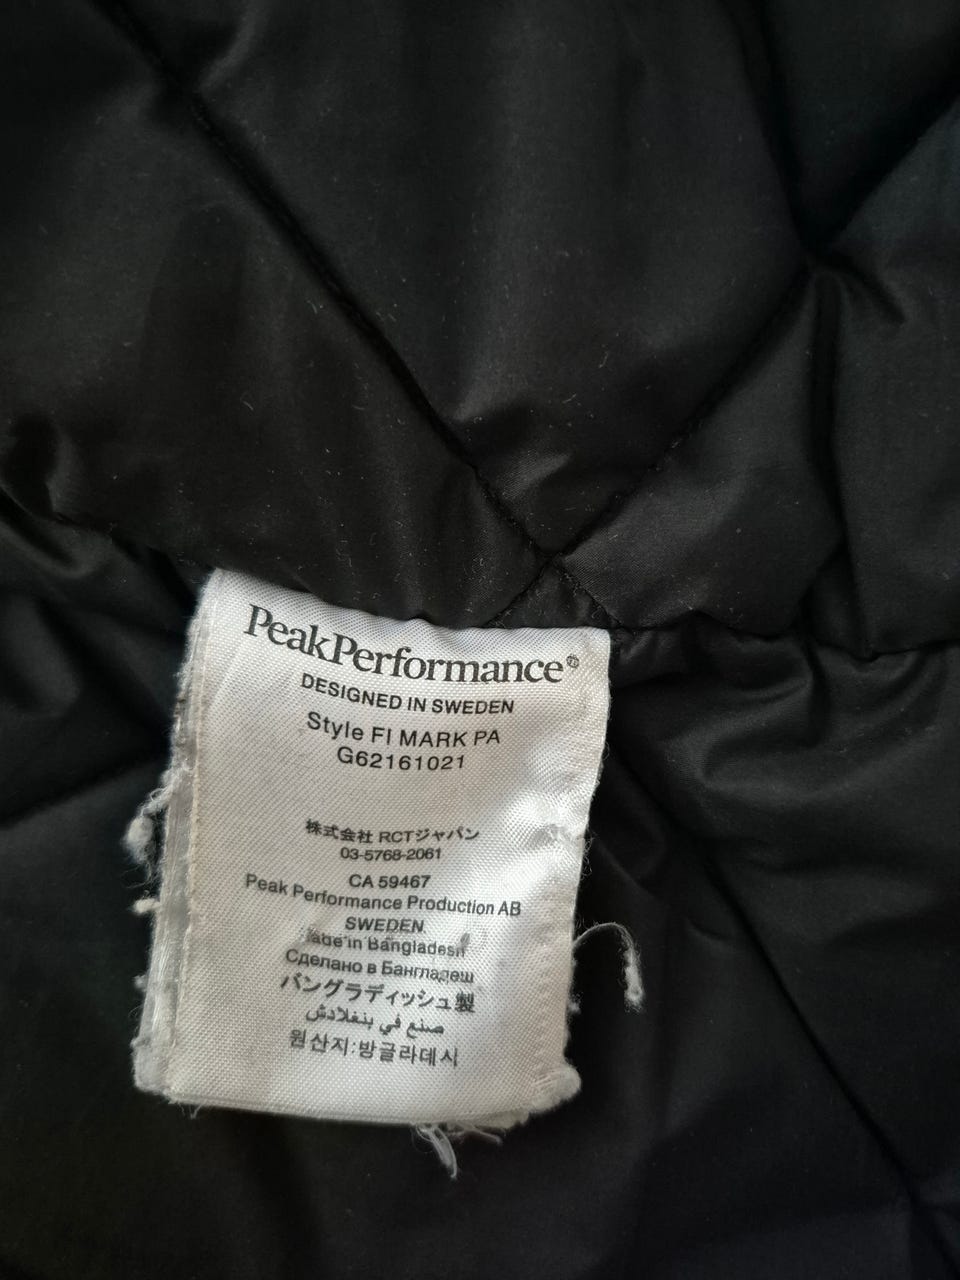 PeakPerformance®
DESIGNED IN SWEDEN
Style FI MARK PA
G62161021
株式会社 RCTジャパン
03-5768-2061
CA 59467
Peak Performance Production AB
SWEDEN
Made in Bangladesh
Сделано в Бангладеш
バングラディッシュ製
صنع في بنغلادش
원산지:방글라데시